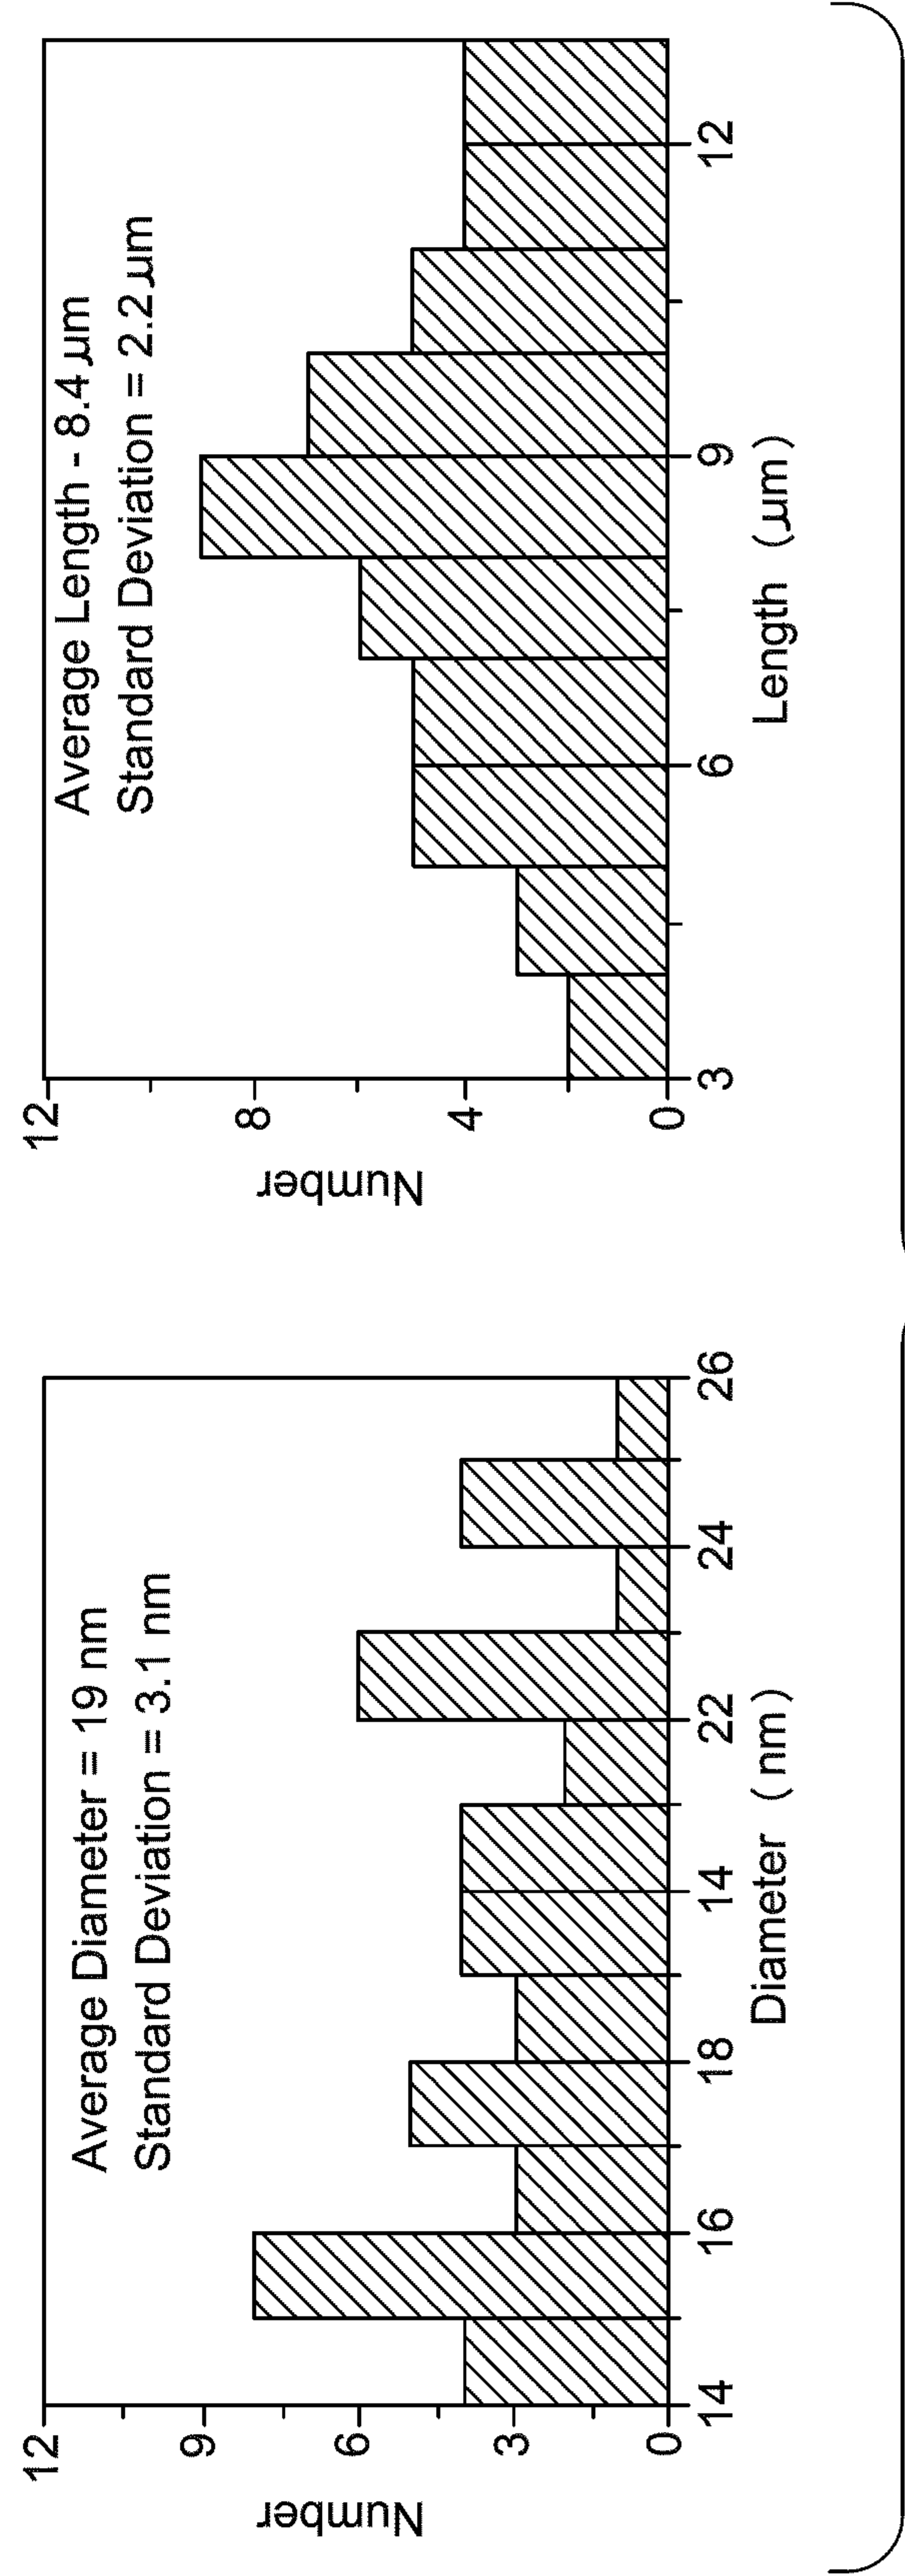 Average Diameter = 19 nm
Standard Deviation = 3.1 nm
Number
12
9
6
3
0
14 16 18 14 22 24 26
Diameter (nm)
Average Length - 8.4 μm
Standard Deviation = 2.2 μm
Number
12
8
4
0
3 6 9 12
Length (μm)